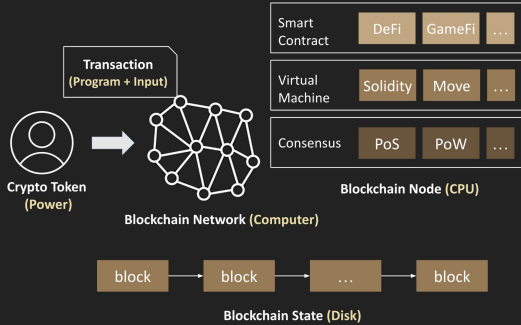 Transaction
(Program + Input)
Crypto Token
(Power)
Blockchain Network (Computer)
Smart
Contract
DeFi
GameFi
...
Virtual
Machine
Solidity
Move
...
Consensus
PoS
PoW
...
Blockchain Node (CPU)
block
block
...
block
Blockchain State (Disk)